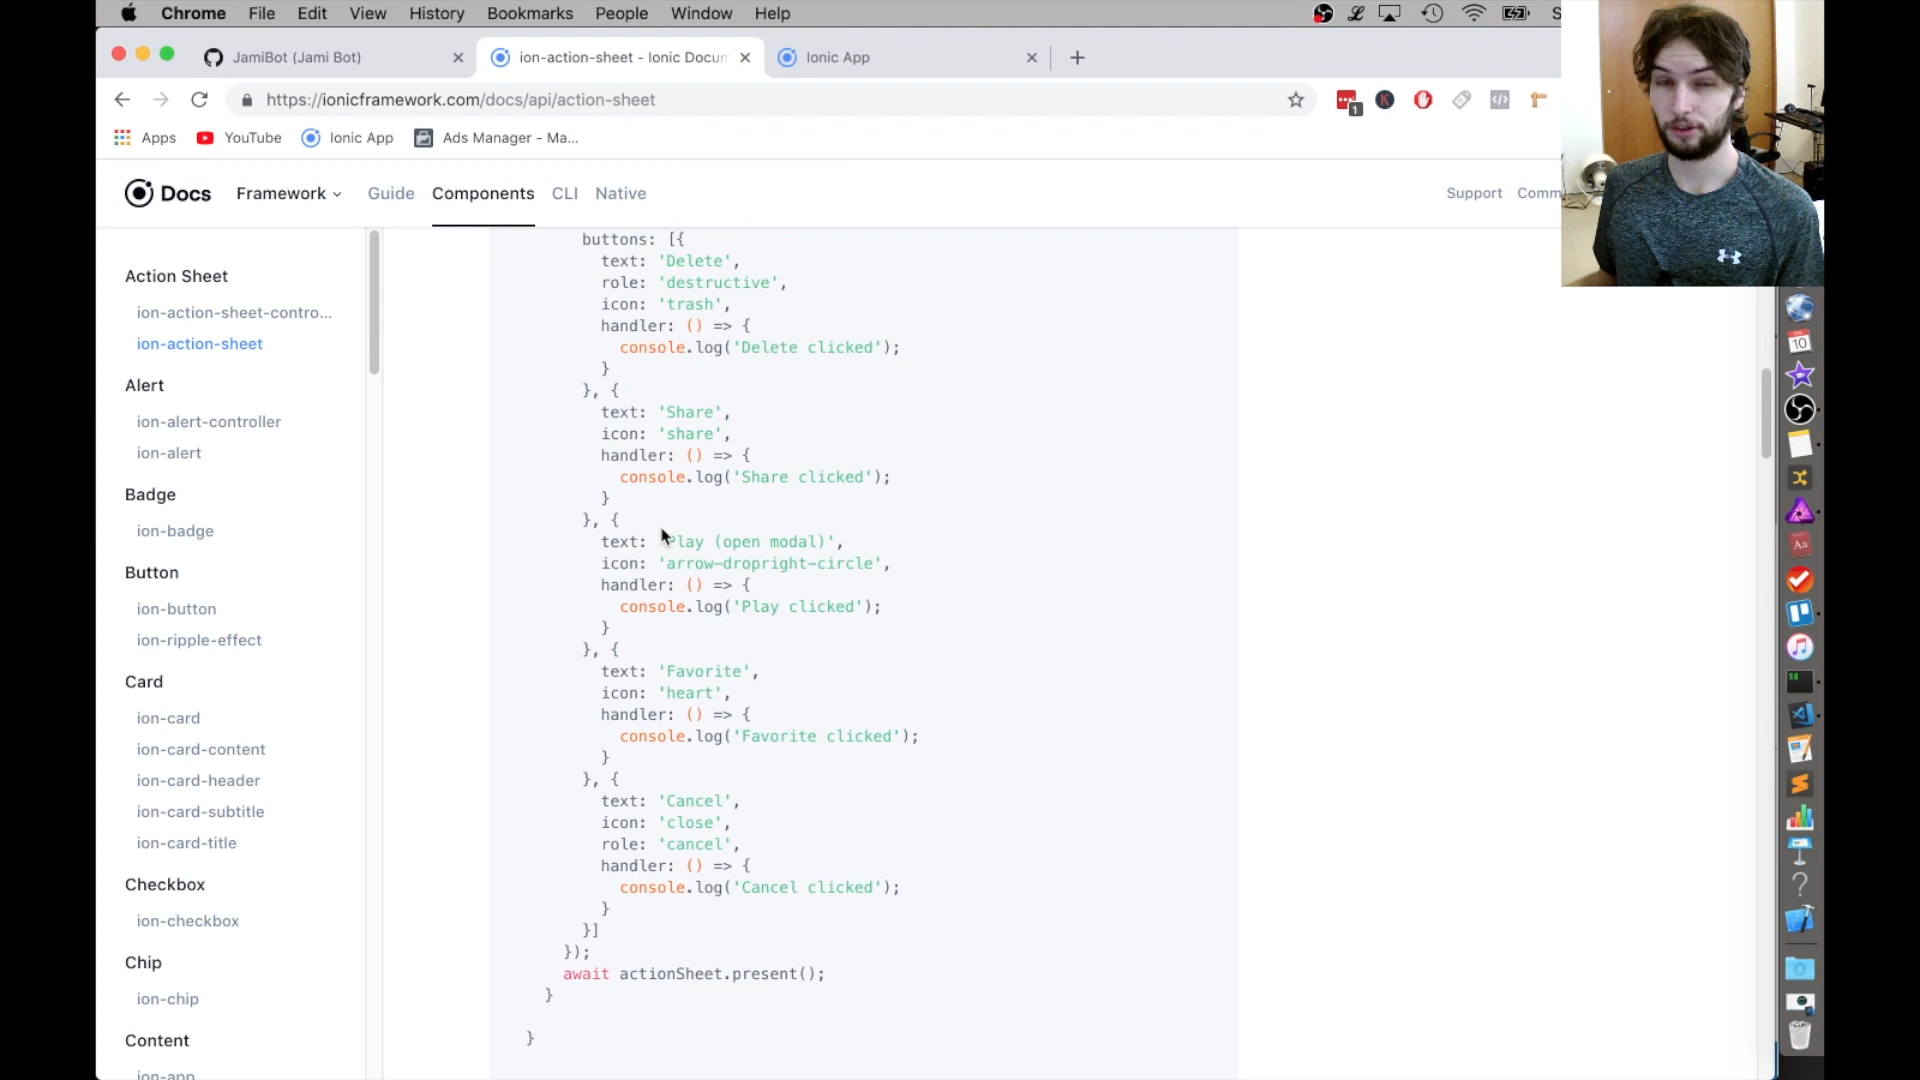 Chrome File Edit View History Bookmarks People Window Help
JamiBot (Jami Bot)
ion-action-sheet - Ionic Docum
Ionic App
https://ionicframework.com/docs/api/action-sheet
1
Apps YouTube Ionic App Ads Manager - Ma...
Docs Framework Guide Components CLI Native Support Comm
Action Sheet
ion-action-sheet-contro...
ion-action-sheet
Alert
ion-alert-controller
ion-alert
Badge
ion-badge
Button
ion-button
ion-ripple-effect
Card
ion-card
ion-card-content
ion-card-header
ion-card-subtitle
ion-card-title
Checkbox
ion-checkbox
Chip
ion-chip
Content
ion-app
buttons: [{
text: 'Delete',
role: 'destructive',
icon: 'trash',
handler: () => {
console.log('Delete clicked');
}
}, {
text: 'Share',
icon: 'share',
handler: () => {
console.log('Share clicked');
}
}, {
text: 'Play (open modal)',
icon: 'arrow-dropright-circle',
handler: () => {
console.log('Play clicked');
}
}, {
text: 'Favorite',
icon: 'heart',
handler: () => {
console.log('Favorite clicked');
}
}, {
text: 'Cancel',
icon: 'close',
role: 'cancel',
handler: () => {
console.log('Cancel clicked');
}
}]
});
await actionSheet.present();
}
}
10
Aa